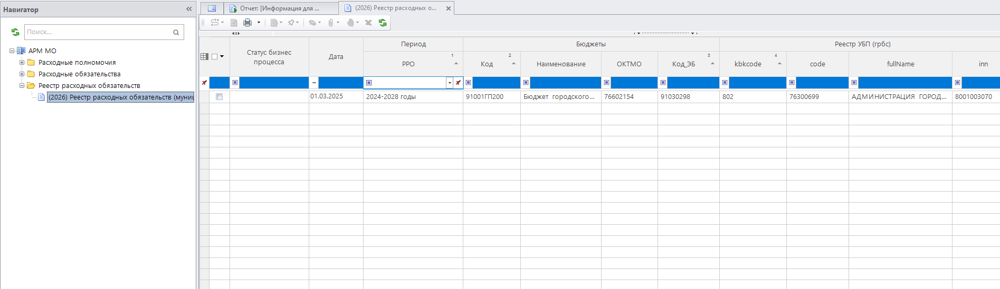 Навигатор
Поиск...
АРМ МО
Расходные полномочия
Расходные обязательства
Реестр расходных обязательств
(2026) Реестр расходных обязательств (муни
Отчет: [Информация для ...
(2026) Реестр расходных о...
Период
Бюджеты
Реестр УБП (грбс)
Статус бизнес процесса
Дата
РРО 1
Код 2
Наименование
ОКТМО
Код_ЭБ 3
kbkcode 4
code
fullName
inn
01.03.2025 2024-2028 годы 91001ГП200 Бюджет городского... 76602154 91030298 802 76300699 АДМИНИСТРАЦИЯ ГОРОД... 8001003070